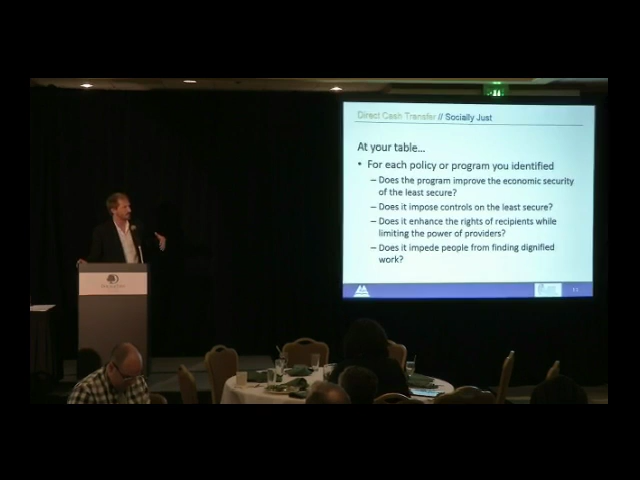 Direct Cash Transfer // Socially Just
At your table...
• For each policy or program you identified
– Does the program improve the economic security
of the least secure?
– Does it impose controls on the least secure?
– Does it enhance the rights of recipients while
limiting the power of providers?
– Does it impede people from finding dignified
work?